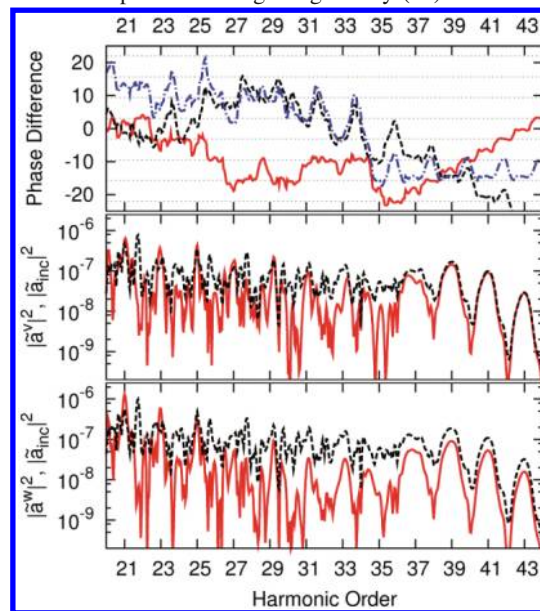 21 23 25 27 29 31 33 35 37 39 41 43
Phase Difference
20
10
0
-10
-20
|ã^v|^2, |ã_inc|^2
10^-6
10^-7
10^-8
10^-9
|ã^w|^2, |ã_inc|^2
10^-6
10^-7
10^-8
10^-9
21 23 25 27 29 31 33 35 37 39 41 43
Harmonic Order